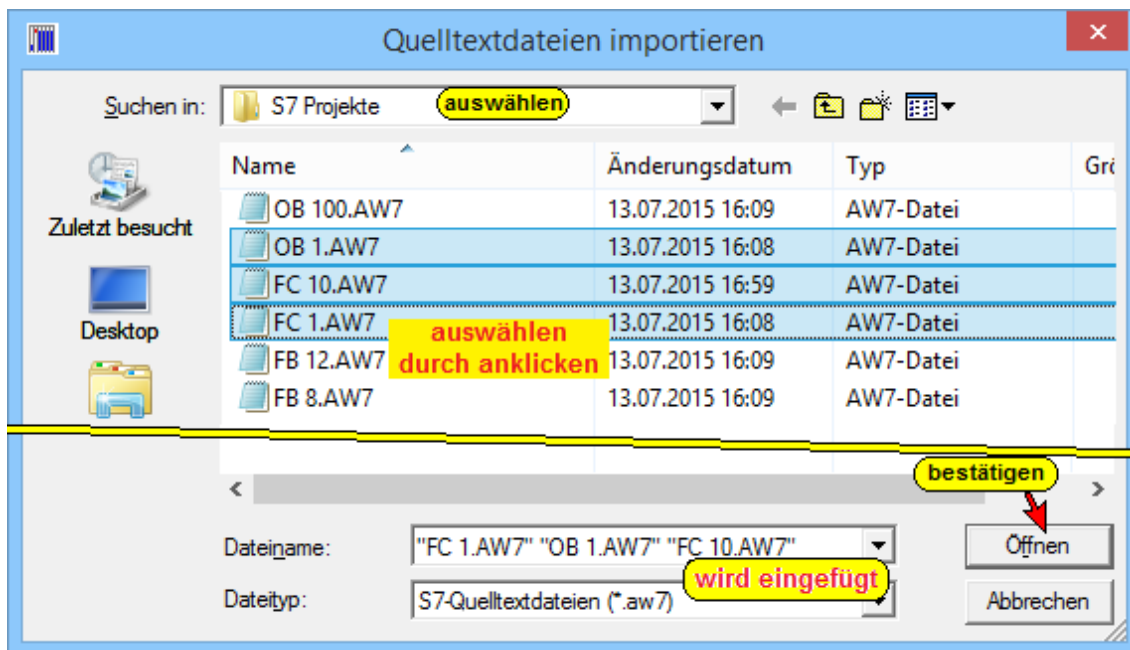 Quelltextdateien importieren
Suchen in: S7 Projekte auswählen
Name Änderungsdatum Typ Grö
OB 100.AW7 13.07.2015 16:09 AW7-Datei
Zuletzt besucht
OB 1.AW7 13.07.2015 16:08 AW7-Datei
FC 10.AW7 13.07.2015 16:59 AW7-Datei
Desktop
FC 1.AW7 13.07.2015 16:08 AW7-Datei
auswählen
durch anklicken
FB 12.AW7 13.07.2015 16:09 AW7-Datei
FB 8.AW7 13.07.2015 16:09 AW7-Datei
bestätigen
Dateiname: "FC 1.AW7" "OB 1.AW7" "FC 10.AW7" Öffnen
wird eingefügt
Dateityp: S7-Quelltextdateien (*.aw7) Abbrechen